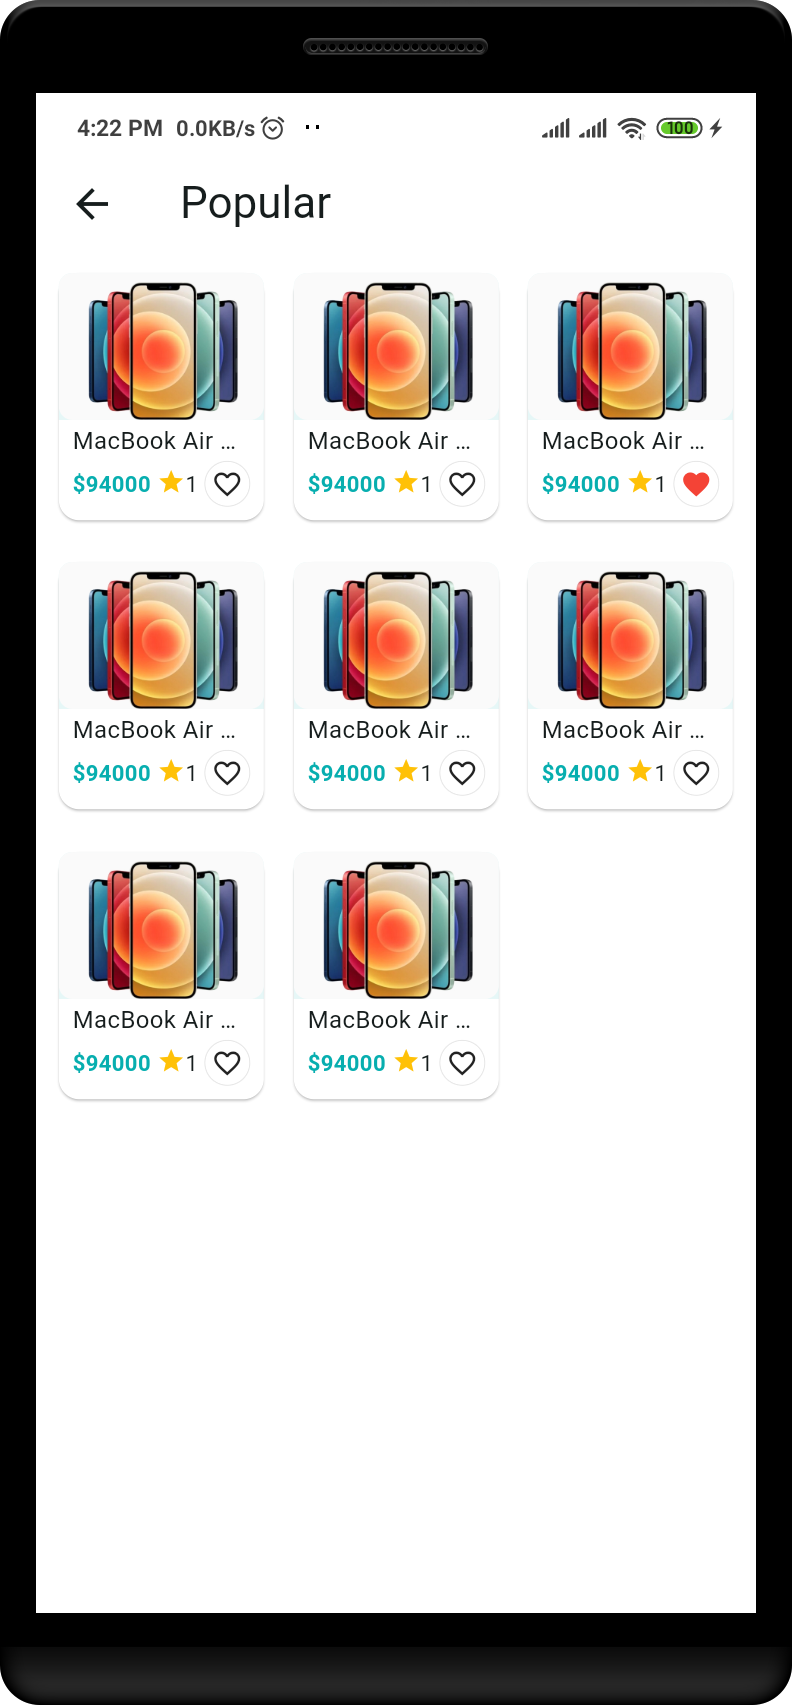 4:22 PM 0.0KB/s 100
Popular
MacBook Air ... MacBook Air ... MacBook Air ...
$94000 1 $94000 1 $94000 1
MacBook Air ... MacBook Air ... MacBook Air ...
$94000 1 $94000 1 $94000 1
MacBook Air ... MacBook Air ...
$94000 1 $94000 1